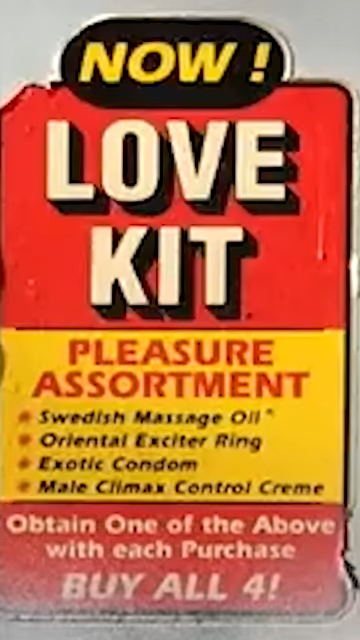 NOW!
LOVE
KIT
PLEASURE
ASSORTMENT
* Swedish Massage Oil
* Oriental Exciter Ring
* Exotic Condom
* Male Climax Control Creme
Obtain One of the Above
with each Purchase
BUY ALL 4!